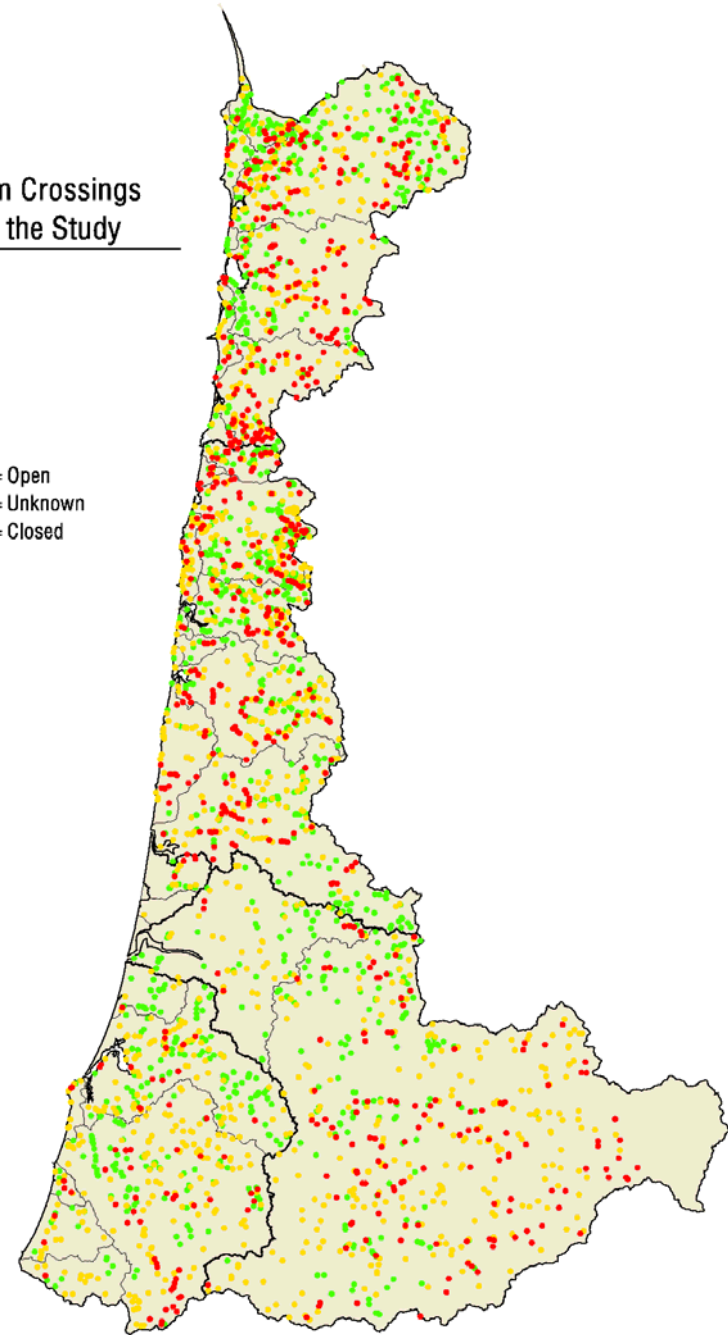 Crossings
the Study
= Open
= Unknown
= Closed